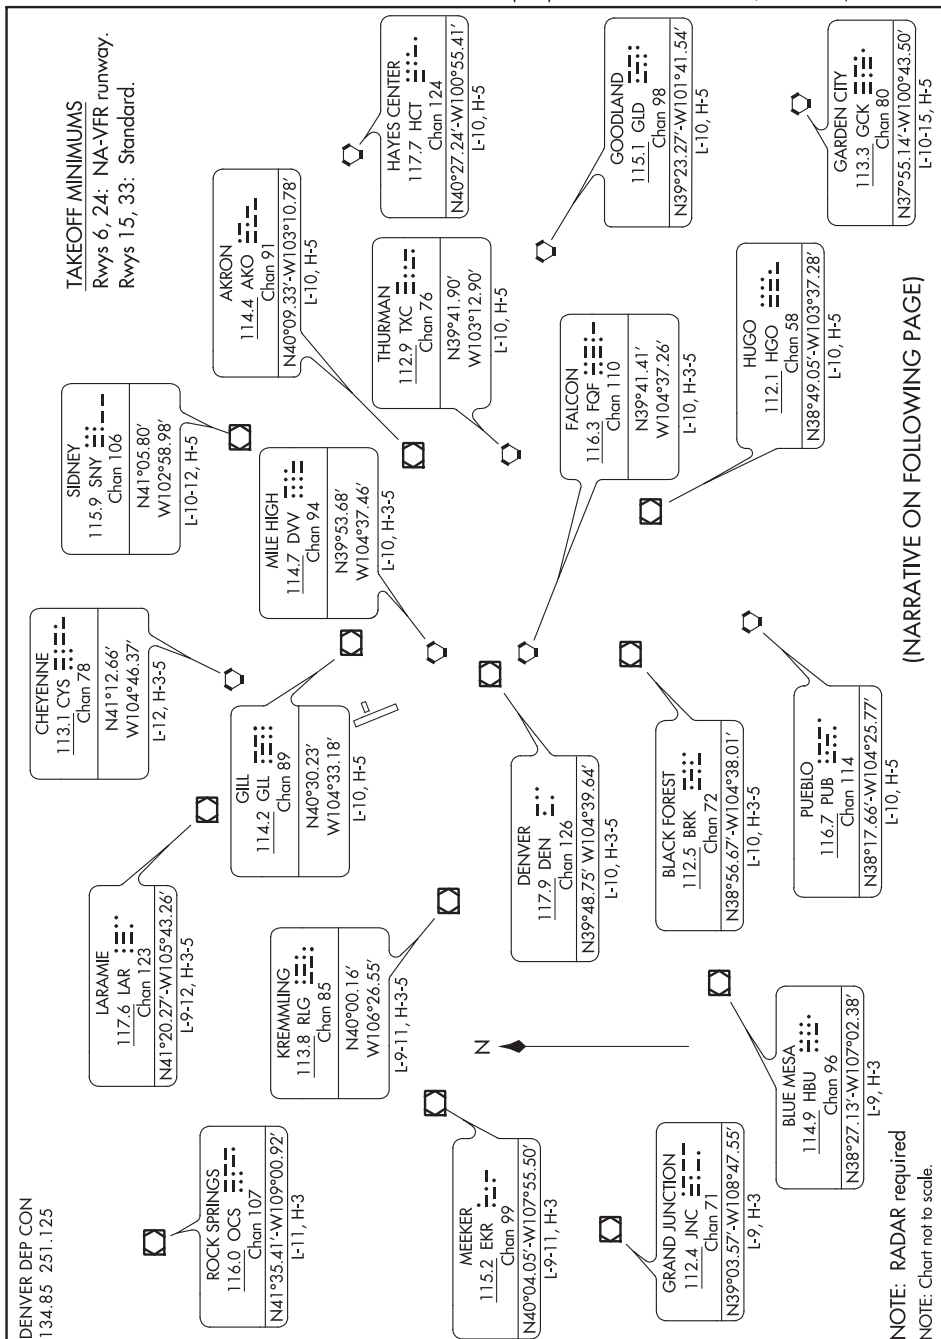 DENVER DEP CON
134.85 251.125
ROCK SPRINGS
116.0 OCS
Chan 107
N41°35.41'-W109°00.92'
L-11, H-3
LARAMIE
117.6 LAR
Chan 123
N41°20.27'-W105°43.26'
L-9-12, H-3-5
CHEYENNE
113.1 CYS
Chan 78
N41°12.66'
W104°46.37'
L-12, H-3-5
SIDNEY
115.9 SNY
Chan 106
N41°05.80'
W102°58.98'
L-10-12, H-5
TAKEOFF MINIMUMS
Rwys 6, 24: NA-VFR runway.
Rwys 15, 33: Standard.
KREMMLING
113.8 RLG
Chan 85
N40°00.16'
W106°26.55'
L-9-11, H-3-5
GILL
114.2 GLL
Chan 89
N40°30.23'
W104°33.18'
L-10, H-5
MILE HIGH
114.7 DVV
Chan 94
N39°53.68'
W104°37.46'
L-10, H-3-5
AKRON
114.4 AKO
Chan 91
N40°09.33'-W103°10.78'
L-10, H-5
HAYES CENTER
117.7 HCT
Chan 124
N40°27.24'-W100°55.41'
L-10, H-5
THURMAN
112.9 TXC
Chan 76
N39°41.90'
W103°12.90'
L-10, H-5
MEEKER
115.2 EKR
Chan 99
N40°04.05'-W107°55.50'
L-9-11, H-3
N
DENVER
117.9 DEN
Chan 126
N39°48.75' W104°39.64'
L-10, H-3-5
FALCON
116.3 FQF
Chan 110
N39°41.41'
W104°37.26'
L-10, H-3-5
GOODLAND
115.1 GLD
Chan 98
N39°23.27'-W101°41.54'
L-10, H-5
GRAND JUNCTION
112.4 JNC
Chan 71
N39°03.57'-W108°47.55'
L-9, H-3
BLACK FOREST
112.5 BRK
Chan 72
N38°56.67'-W104°38.01'
L-10, H-3-5
HUGO
112.1 HGO
Chan 58
N38°49.05'-W103°37.28'
L-10, H-5
BLUE MESA
114.9 HBU
Chan 96
N38°27.13'-W107°02.38'
L-9, H-3
PUEBLO
116.7 PUB
Chan 114
N38°17.66'-W104°25.77'
L-10, H-5
GARDEN CITY
113.3 GCK
Chan 80
N37°55.14'-W100°43.50'
L-10-15, H-5
NOTE: RADAR required
NOTE: Chart not to scale.
(NARRATIVE ON FOLLOWING PAGE)